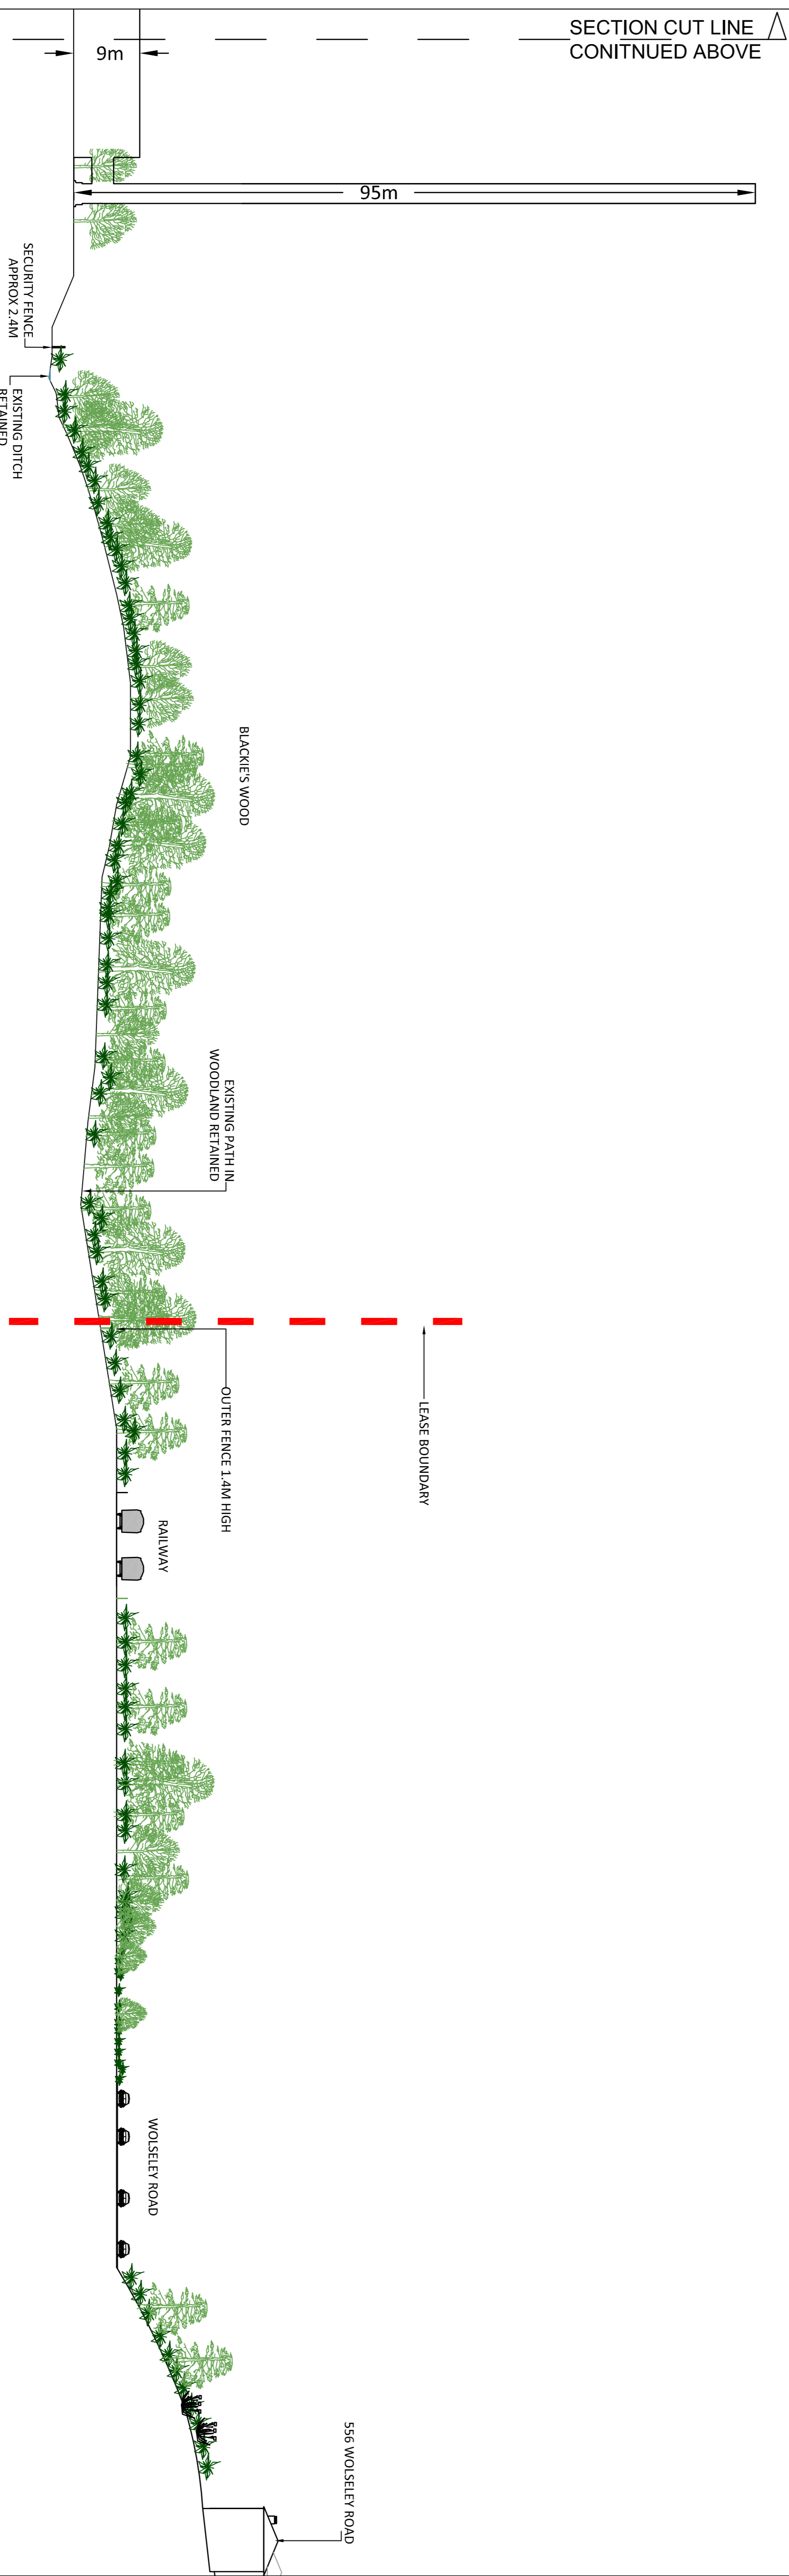 SECTION CUT LINE
CONITNUED ABOVE
9m
95m
SECURITY FENCE
APPROX 2.4M
EXISTING DITCH
RETAINED
BLACKIE'S WOOD
EXISTING PATH IN
WOODLAND RETAINED
LEASE BOUNDARY
OUTER FENCE 1.4M HIGH
RAILWAY
WOLSELEY ROAD
556 WOLSELEY ROAD